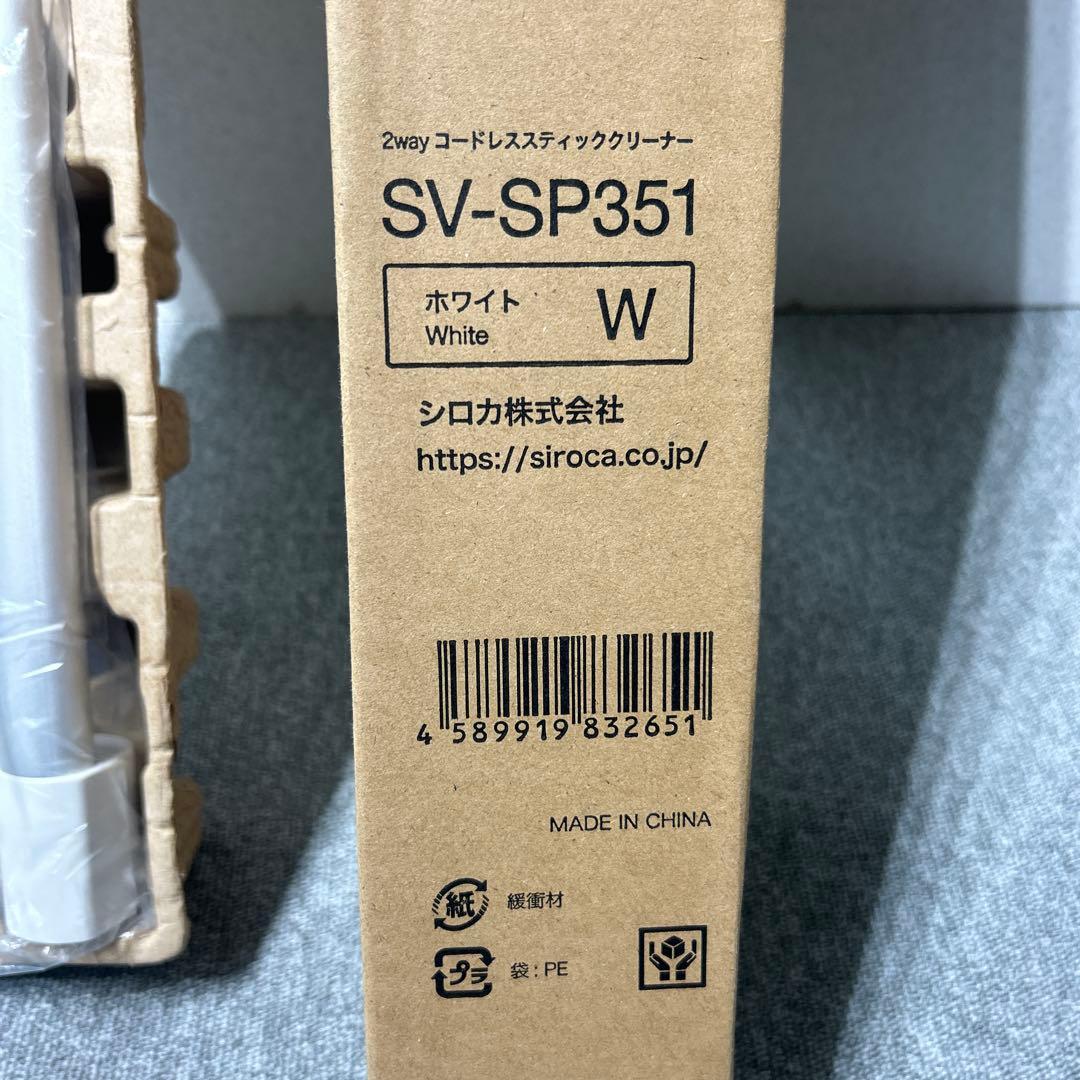 2way コードレススティッククリーナー
SV-SP351
ホワイト W
White
シロカ株式会社
https://siroca.co.jp/
4 589919 832651
MADE IN CHINA
紙 緩衝材
プラ 袋:PE